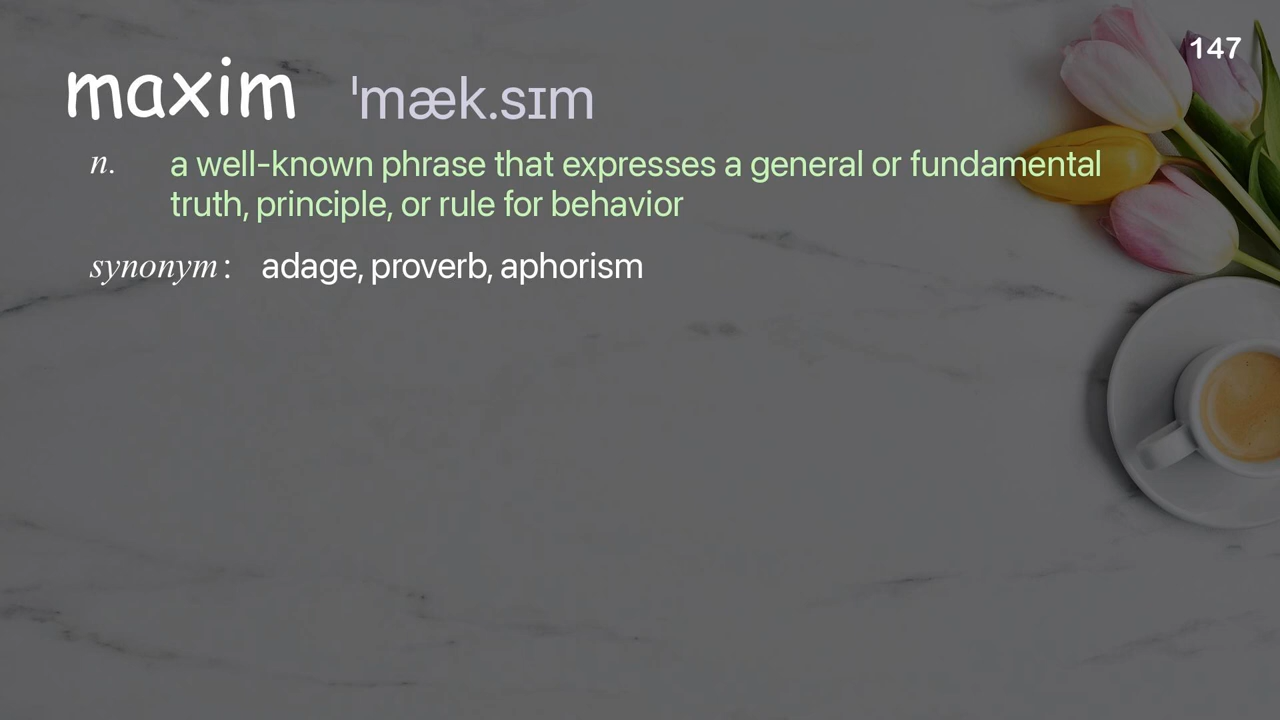 147
maxim ˈmæk.sɪm
n. a well-known phrase that expresses a general or fundamental
truth, principle, or rule for behavior
synonym: adage, proverb, aphorism